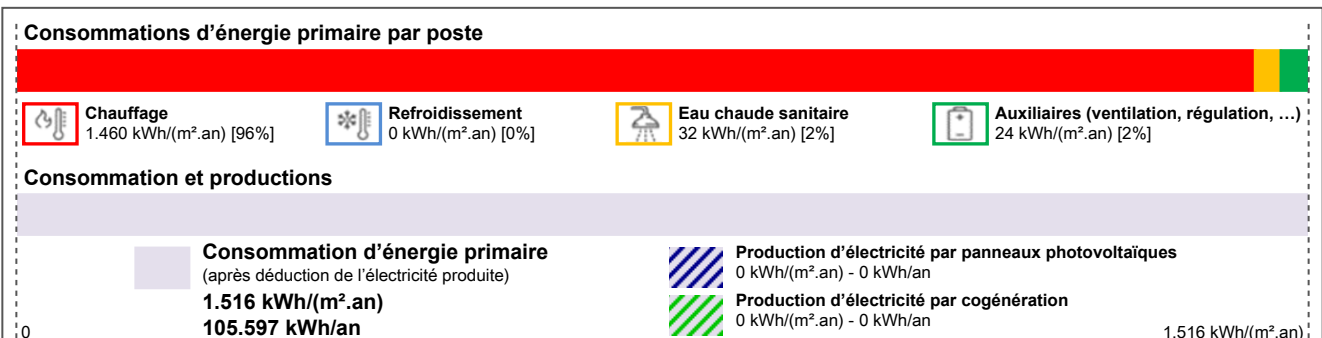 Consommations d’énergie primaire par poste
Chauffage
1.460 kWh/(m².an) [96%]
Refroidissement
0 kWh/(m².an) [0%]
Eau chaude sanitaire
32 kWh/(m².an) [2%]
Auxiliaires (ventilation, régulation, …)
24 kWh/(m².an) [2%]
Consommation et productions
Consommation d’énergie primaire
(après déduction de l’électricité produite)
1.516 kWh/(m².an)
105.597 kWh/an
Production d’électricité par panneaux photovoltaïques
0 kWh/(m².an) - 0 kWh/an
Production d’électricité par cogénération
0 kWh/(m².an) - 0 kWh/an
0
1.516 kWh/(m².an)